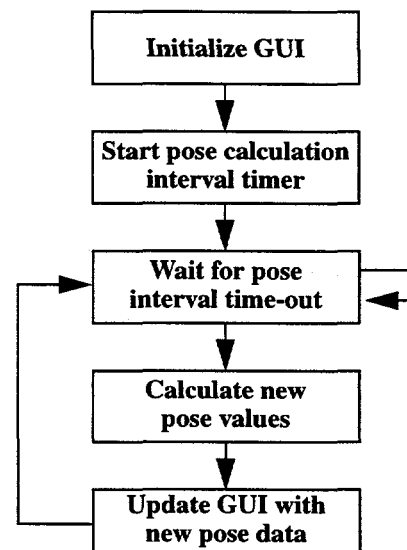 Initialize GUI
Start pose calculation
interval timer
Wait for pose
interval time-out
Calculate new
pose values
Update GUI with
new pose data